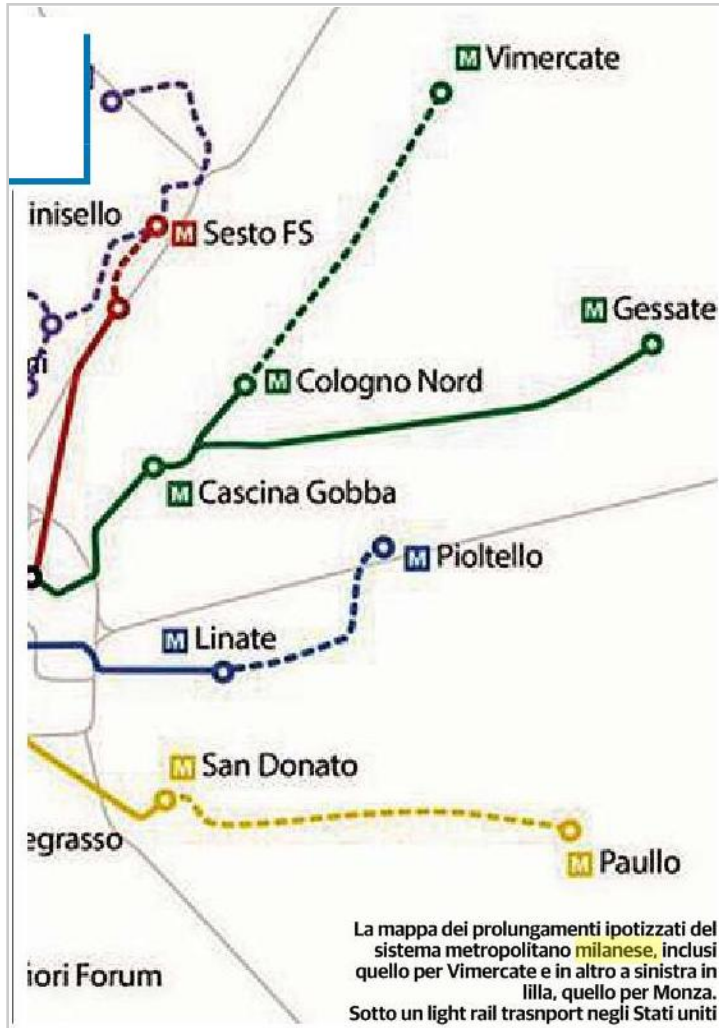 M Vimercate
inisello
M Sesto FS
M Gessate
M Cologno Nord
M Cascina Gobba
M Pioltello
M Linate
M San Donato
egrasso
M Paullo
La mappa dei prolungamenti ipotizzati del
sistema metropolitano milanese, inclusi
quello per Vimercate e in altro a sinistra in
lilla, quello per Monza.
iori Forum
Sotto un light rail trasnport negli Stati uniti